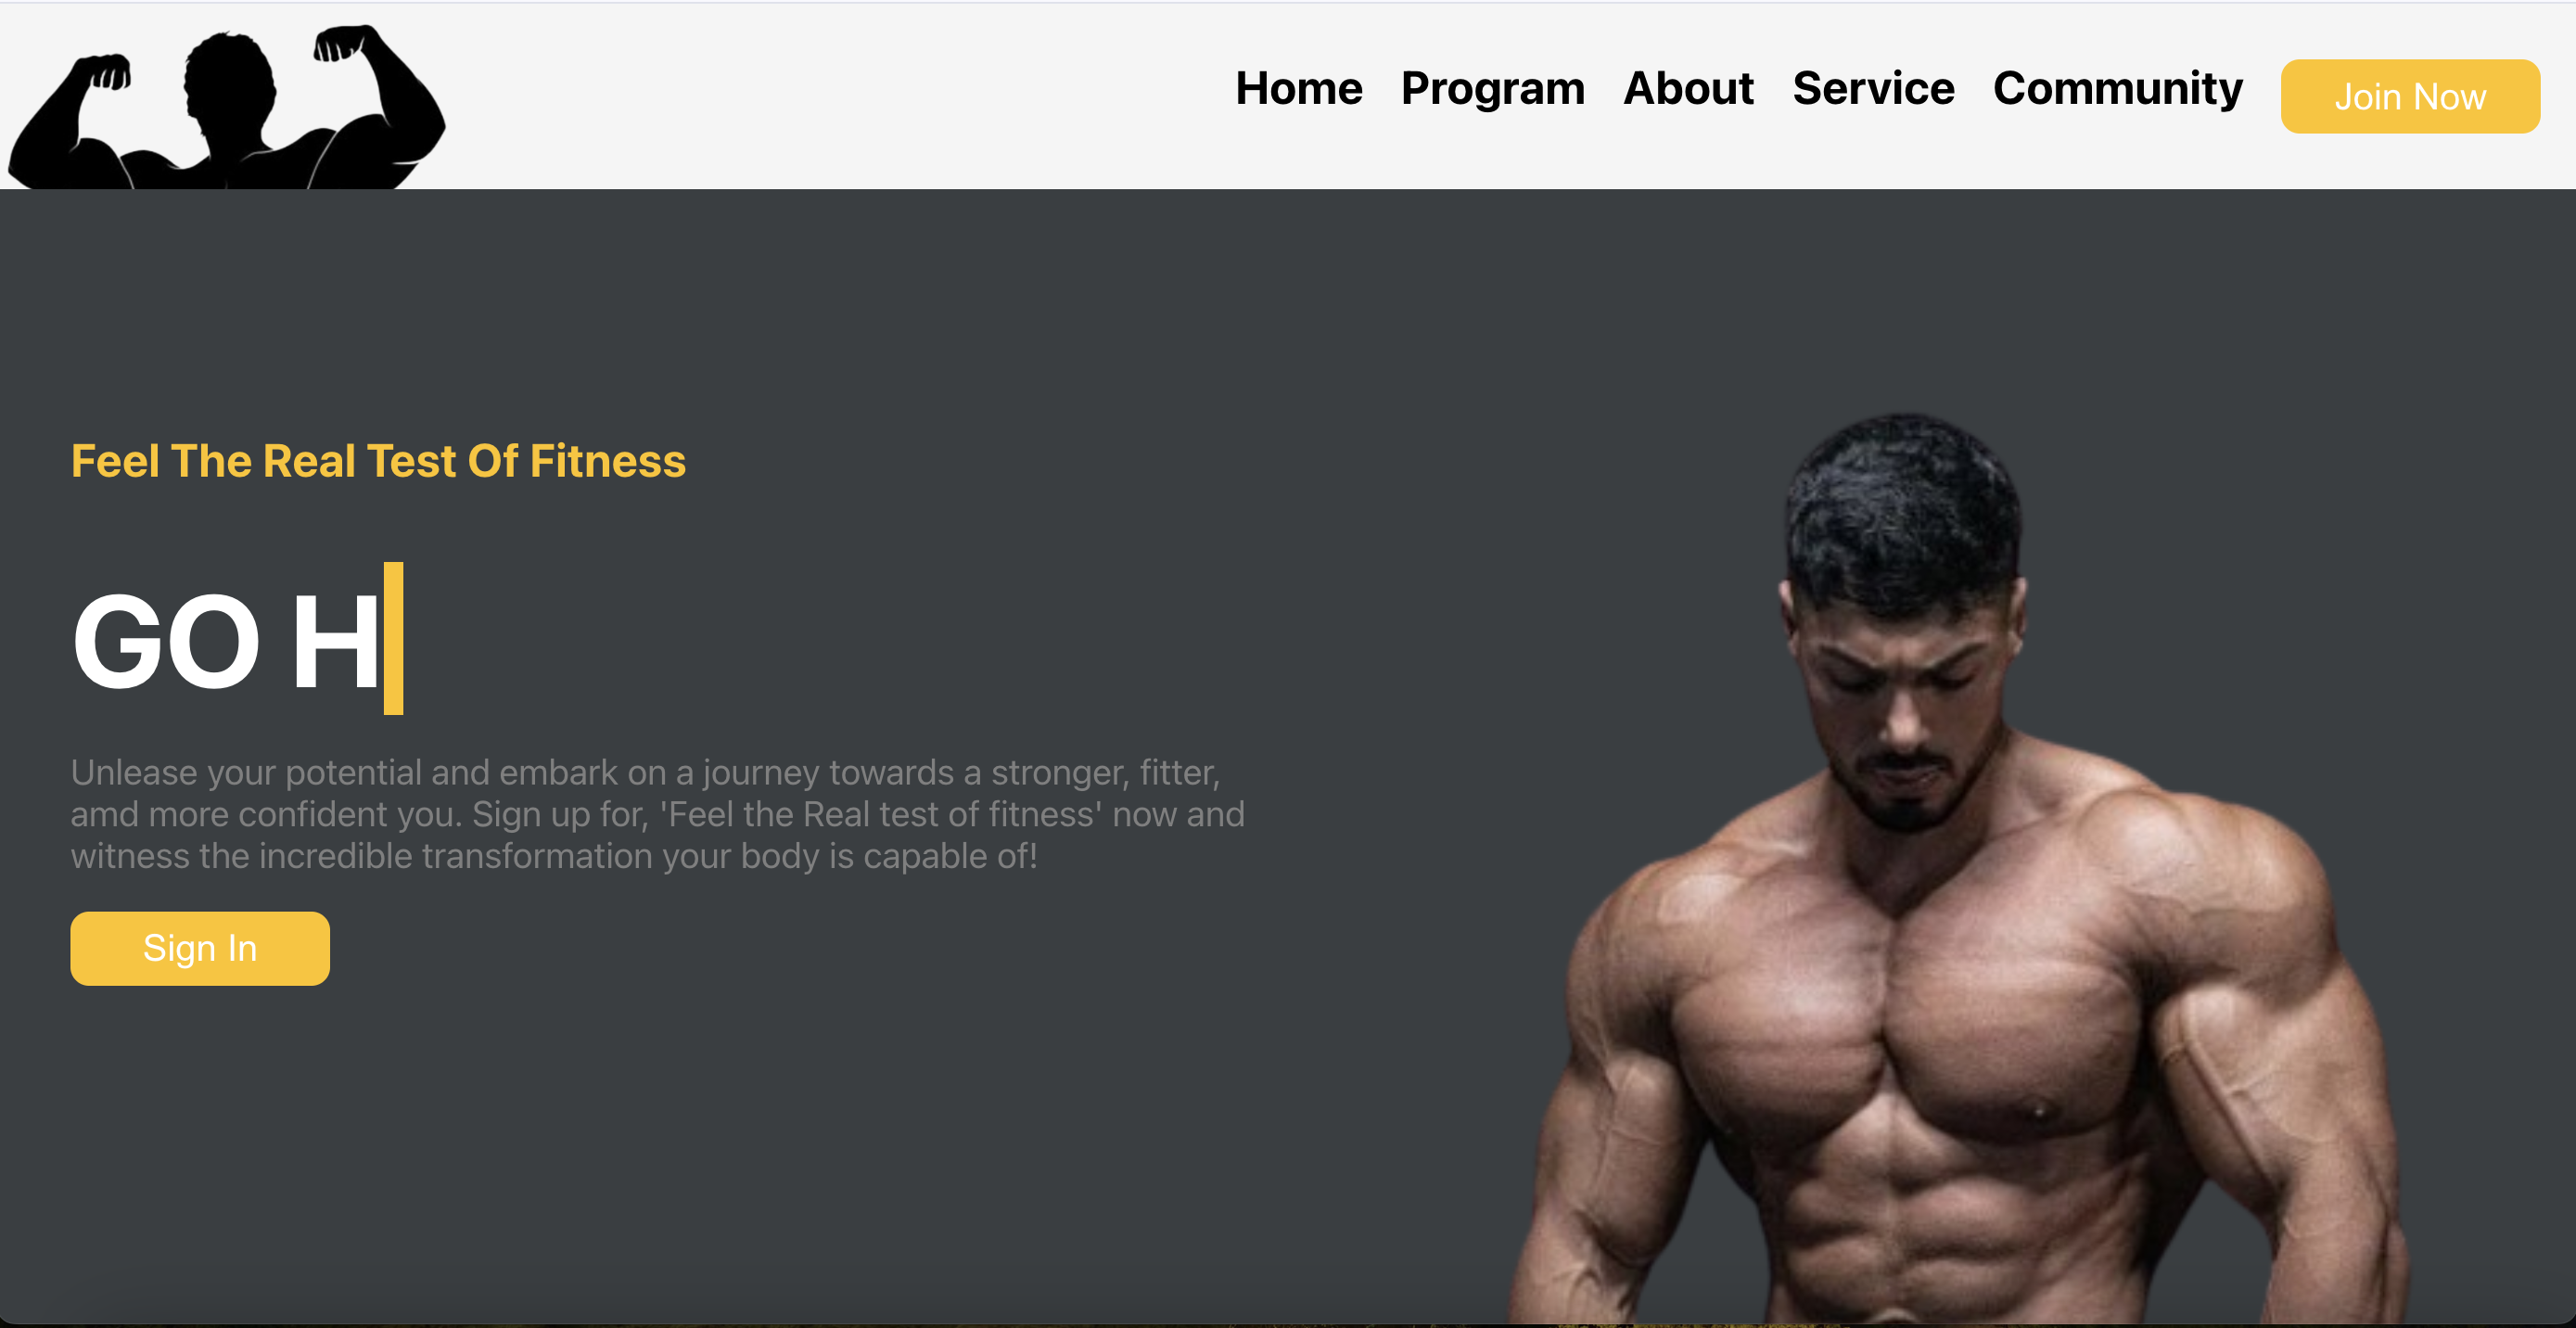 Home Program About Service Community Join Now
Feel The Real Test Of Fitness
GO H
Unlease your potential and embark on a journey towards a stronger, fitter,
amd more confident you. Sign up for, 'Feel the Real test of fitness' now and
witness the incredible transformation your body is capable of!
Sign In